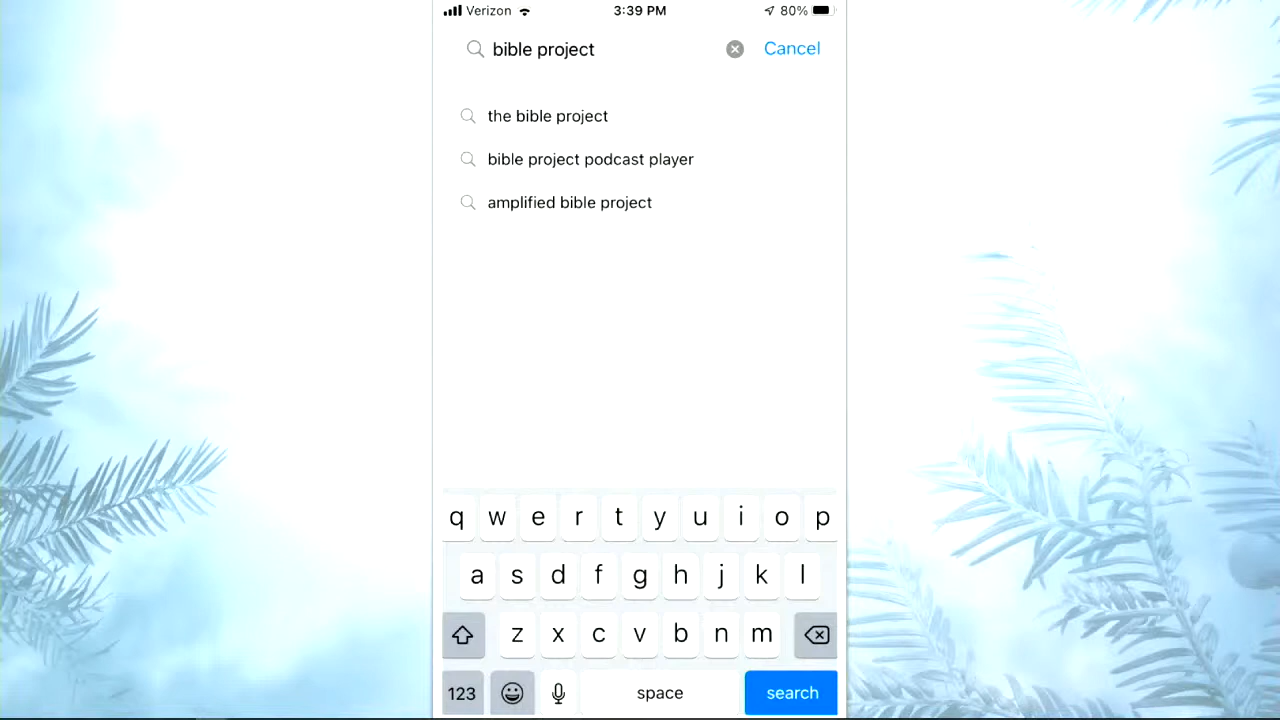 Verizon 3:39 PM 80%
bible project Cancel
the bible project
bible project podcast player
amplified bible project
q w e r t y u i o p
a s d f g h j k l
z x c v b n m
123 space search